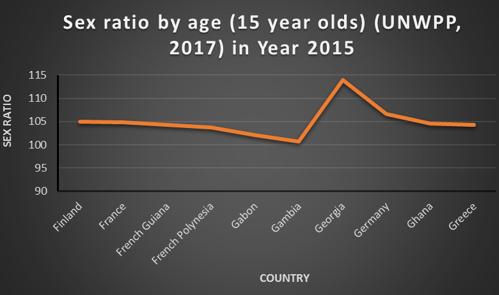 Sex ratio by age (15 year olds) (UNWPP,
2017) in Year 2015
SEX RATIO
115
110
105
100
95
90
Finland
France
French Guiana
French Polynesia
Gabon
Gambia
Georgia
Germany
Ghana
Greece
COUNTRY